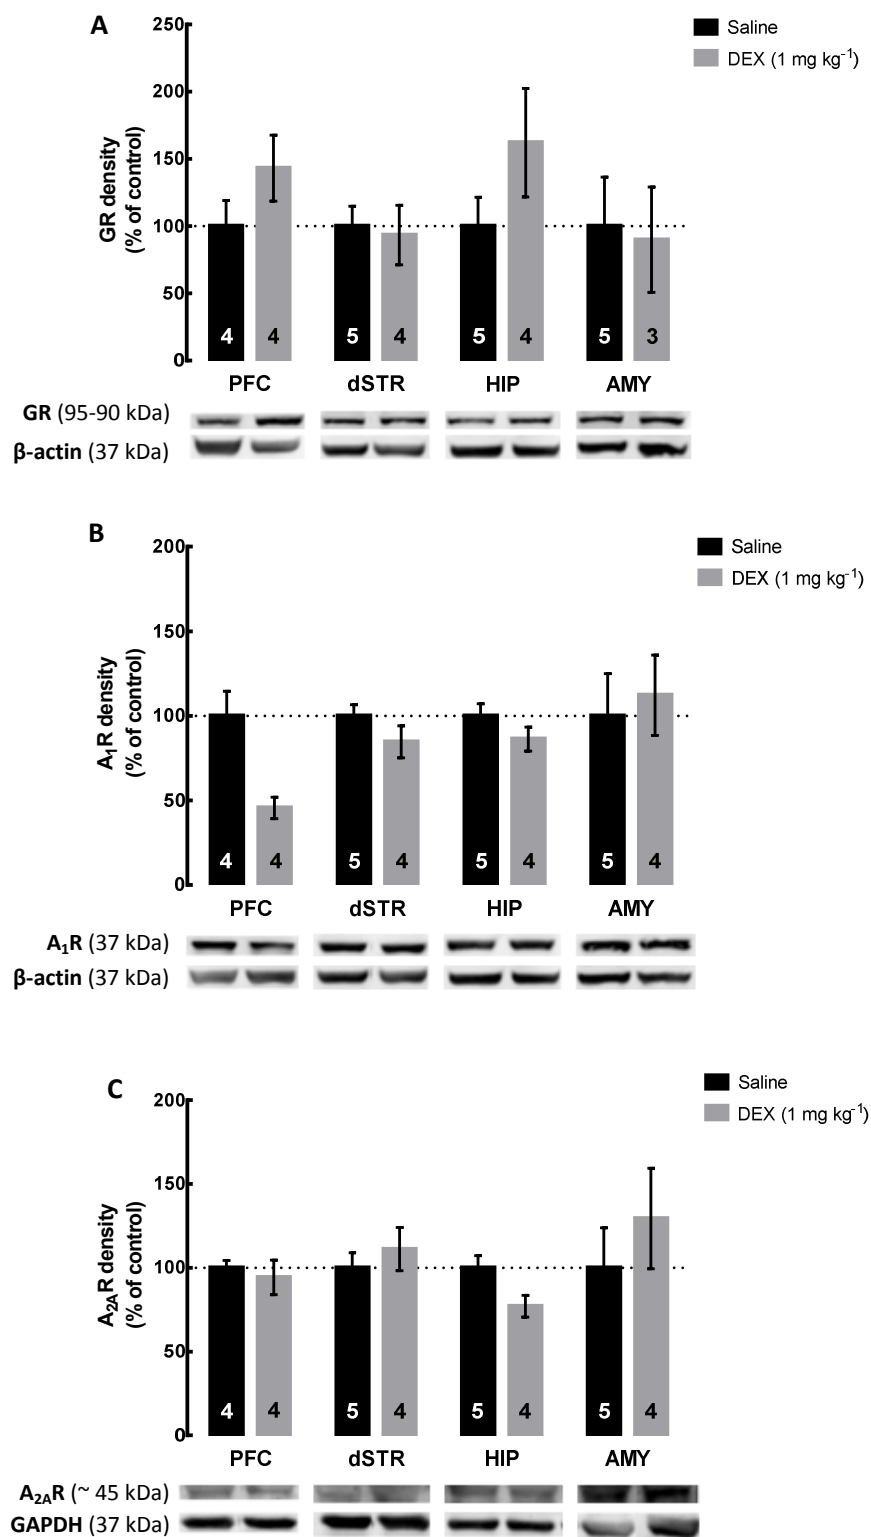 A
250
200
150
100
50
0
GR density
(% of control)
Saline
DEX (1 mg kg⁻¹)
4 4 5 4 5 4 5 3
PFC dSTR HIP AMY
GR (95-90 kDa)
β-actin (37 kDa)
B
200
150
100
50
0
A₁R density
(% of control)
Saline
DEX (1 mg kg⁻¹)
4 4 5 4 5 4 5 4
PFC dSTR HIP AMY
A₁R (37 kDa)
β-actin (37 kDa)
C
200
150
100
50
0
A₂ₐR density
(% of control)
Saline
DEX (1 mg kg⁻¹)
4 4 5 4 5 4 5 4
PFC dSTR HIP AMY
A₂ₐR (~ 45 kDa)
GAPDH (37 kDa)